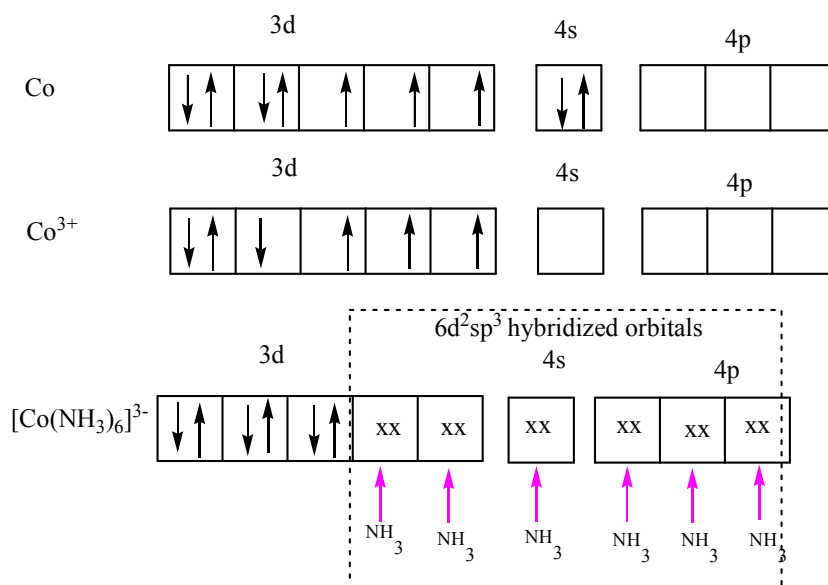 3d 4s 4p
Co
3d 4s 4p
Co³⁺
6d²sp³ hybridized orbitals
3d 4s 4p
[Co(NH₃)₆]³⁻ xx xx xx xx xx xx
NH₃ NH₃ NH₃ NH₃ NH₃ NH₃